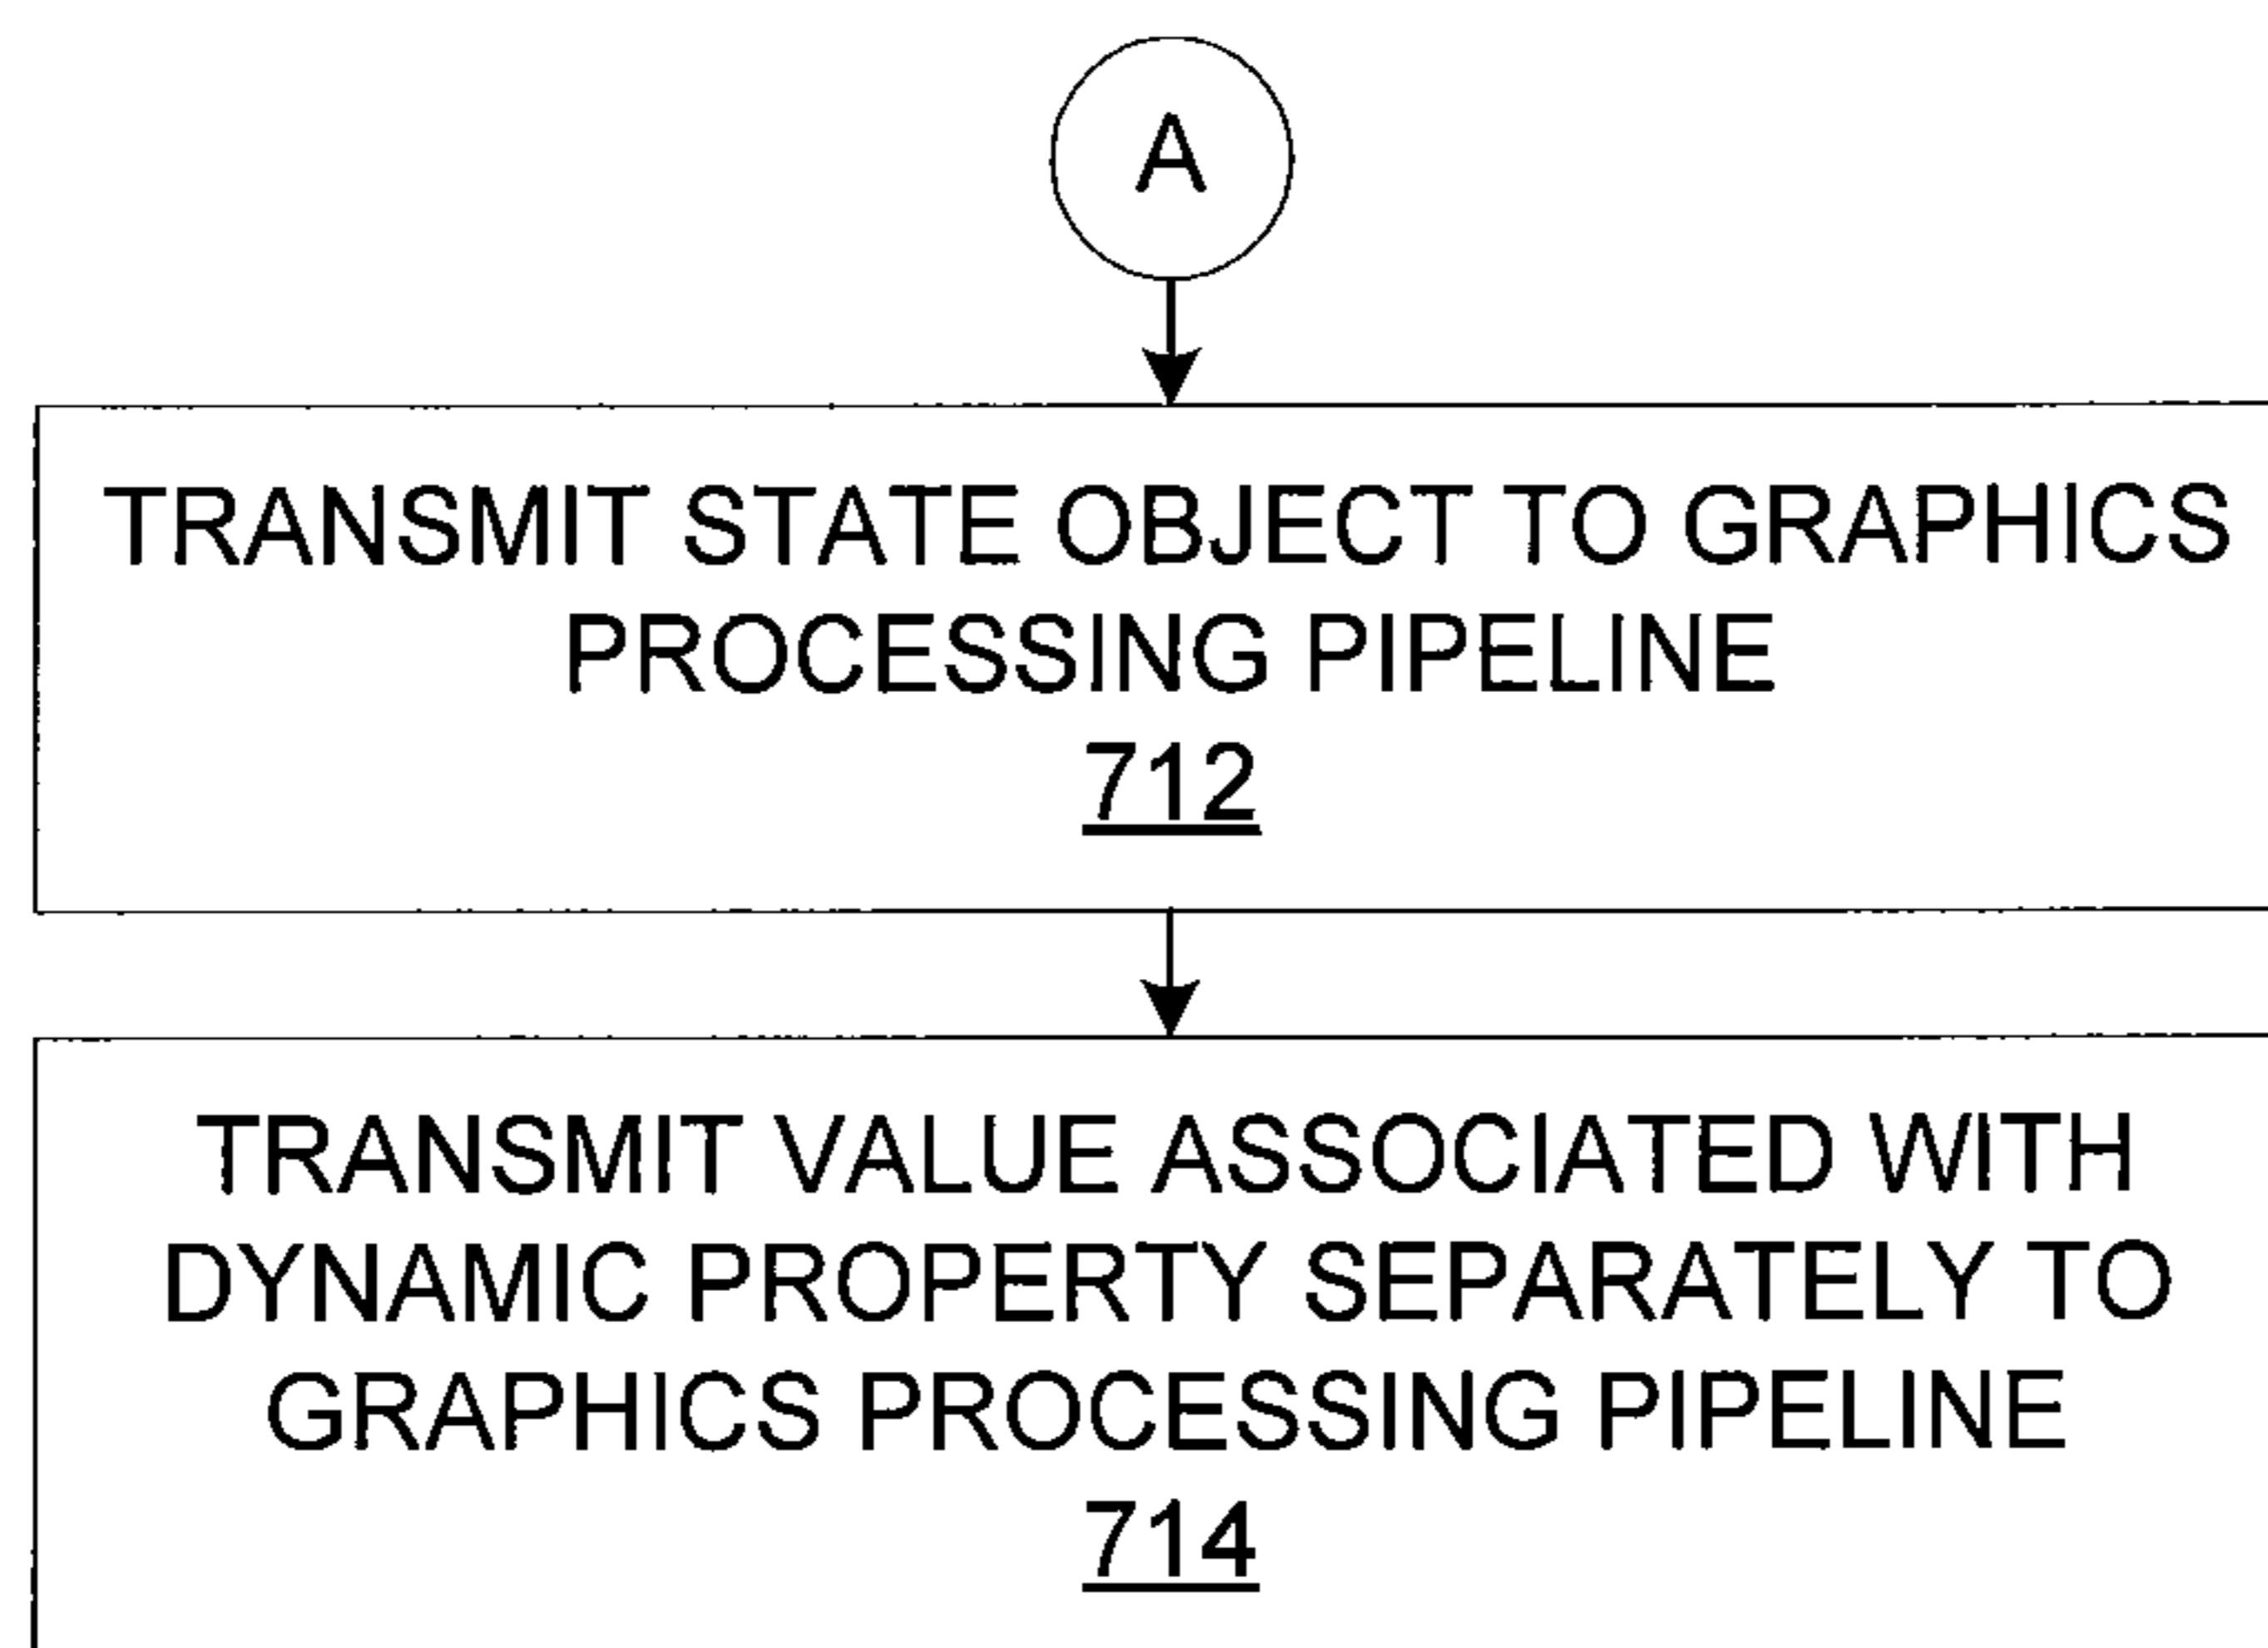 A
TRANSMIT STATE OBJECT TO GRAPHICS
PROCESSING PIPELINE
712
TRANSMIT VALUE ASSOCIATED WITH
DYNAMIC PROPERTY SEPARATELY TO
GRAPHICS PROCESSING PIPELINE
714